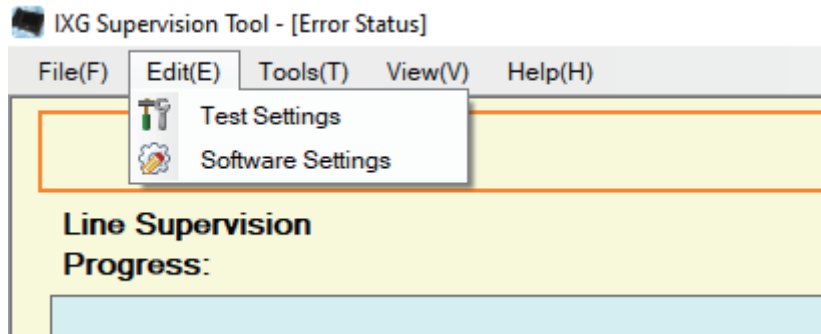 IXG Supervision Tool - [Error Status]
File(F) Edit(E) Tools(T) View(V) Help(H)
Test Settings
Software Settings
Line Supervision
Progress: